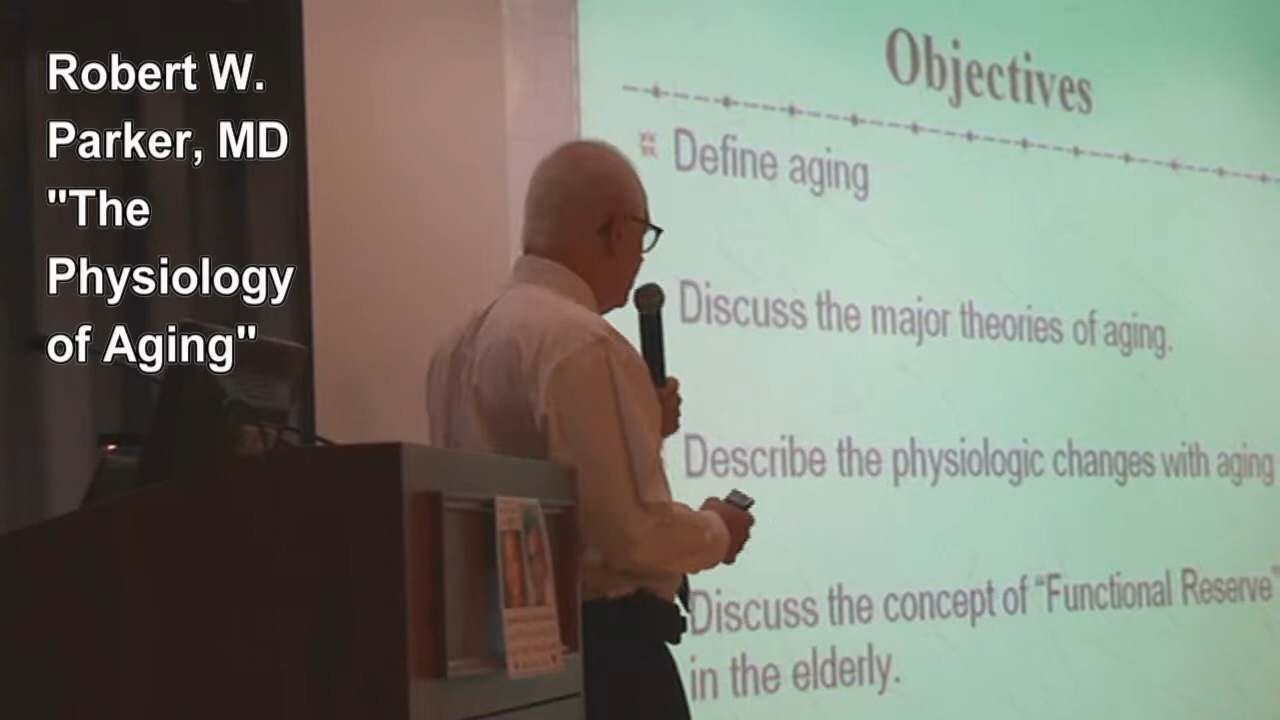 Robert W.
Parker, MD
"The
Physiology
of Aging"
Objectives
Define aging
Discuss the major theories of aging.
Describe the physiologic changes with aging
Discuss the concept of “Functional Reserve”
in the elderly.